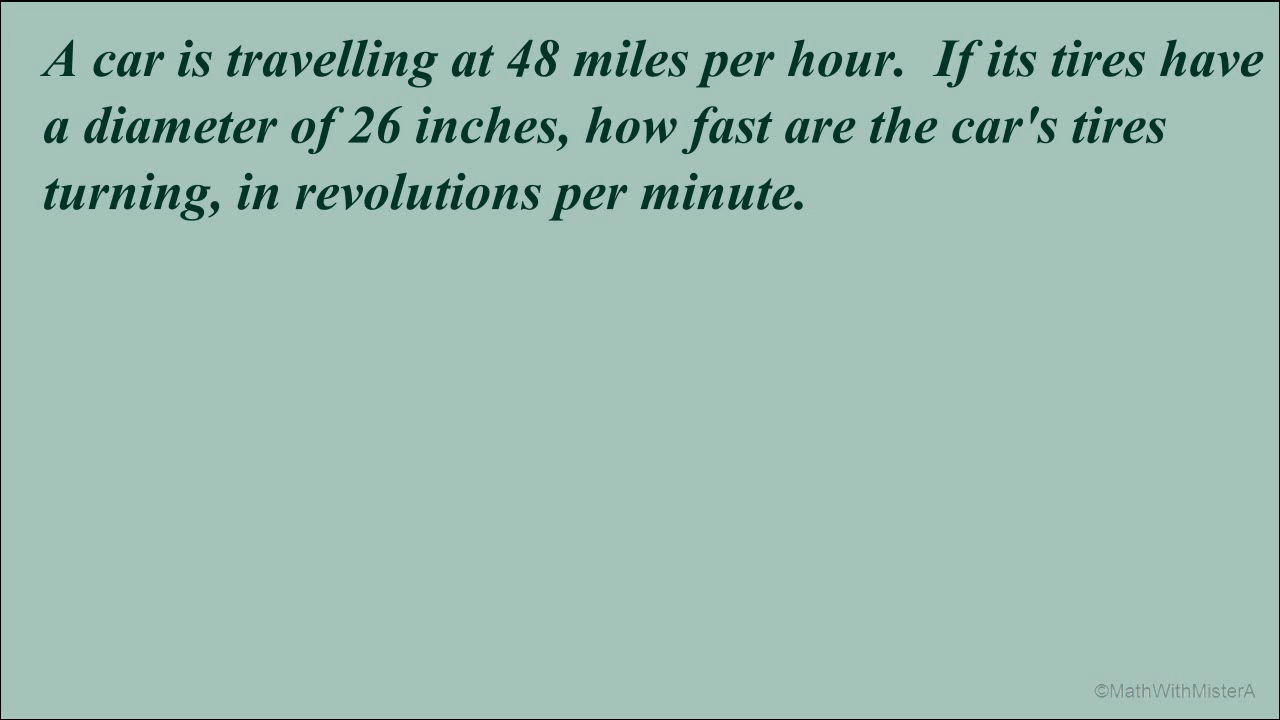 A car is travelling at 48 miles per hour.  If its tires have
a diameter of 26 inches, how fast are the car's tires
turning, in revolutions per minute.
©MathWithMisterA